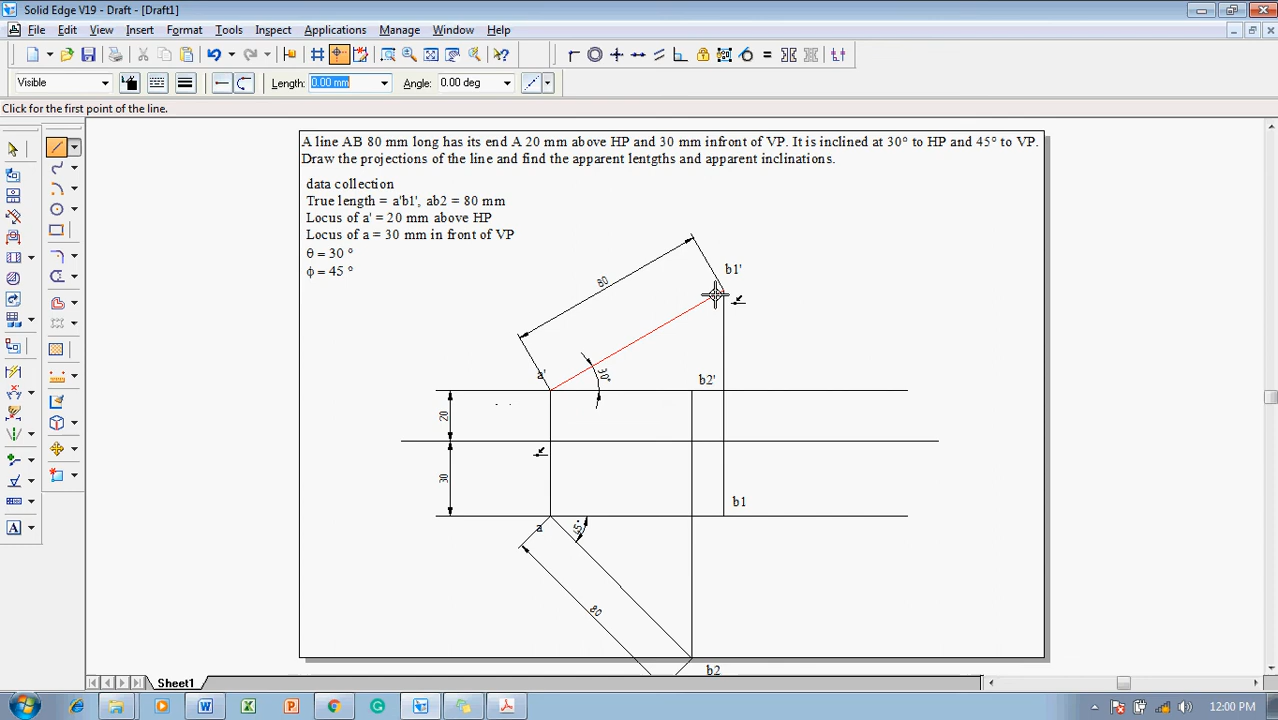 Solid Edge V19 - Draft - [Draft1]
File Edit View Insert Format Tools Inspect Applications Manage Window Help
Visible Length: 0.00 mm Angle: 0.00 deg
Click for the first point of the line.
A line AB 80 mm long has its end A 20 mm above HP and 30 mm infront of VP. It is inclined at 30° to HP and 45° to VP.
Draw the projections of the line and find the apparent lentgths and apparent inclinations.
data collection
True length = a'b1', ab2 = 80 mm
Locus of a' = 20 mm above HP
Locus of a = 30 mm in front of VP
θ = 30 °
ϕ = 45 °
b1'
80
a'
30°
b2'
20
30
b1
a
45°
80
b2
Sheet1
12:00 PM